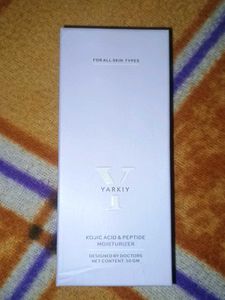 FOR ALL SKIN TYPES
Y
YARKIY
KOJIC ACID & PEPTIDE
MOISTURIZER
DESIGNED BY DOCTORS
NET CONTENT: 50 GM